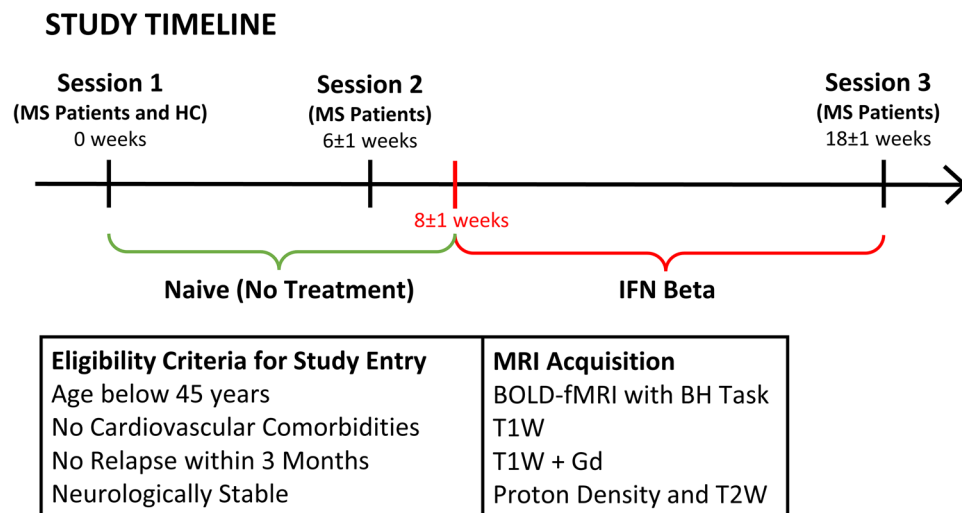 STUDY TIMELINE
Session 1
(MS Patients and HC)
0 weeks
Session 2
(MS Patients)
6±1 weeks
Session 3
(MS Patients)
18±1 weeks
8±1 weeks
Naive (No Treatment)
IFN Beta
Eligibility Criteria for Study Entry
Age below 45 years
No Cardiovascular Comorbidities
No Relapse within 3 Months
Neurologically Stable
MRI Acquisition
BOLD-fMRI with BH Task
T1W
T1W + Gd
Proton Density and T2W